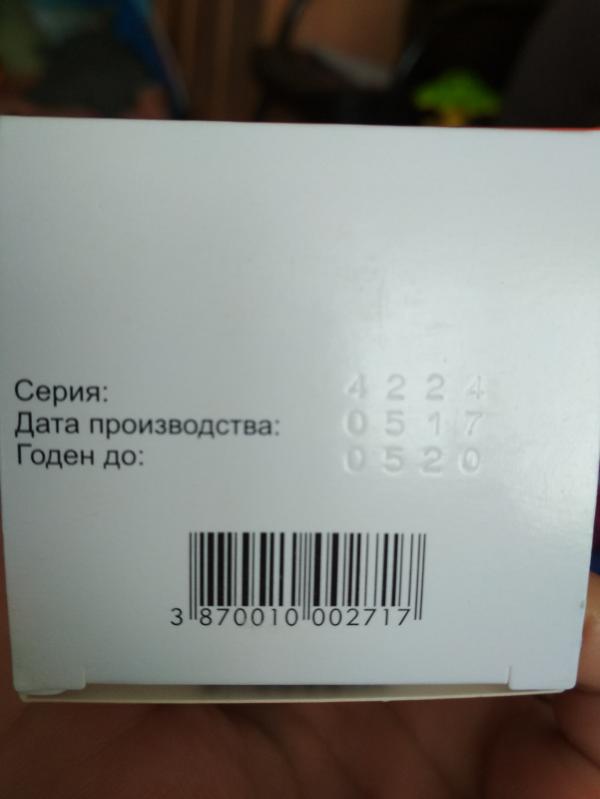 Серия: 4224
Дата производства: 0517
Годен до: 0520
3 870010 002717